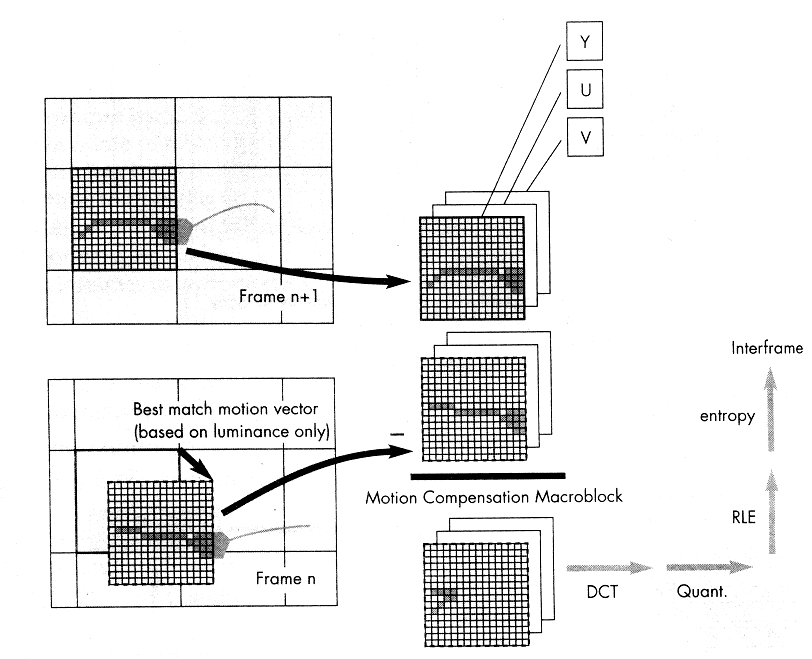 Y
U
V
Frame n+1
Best match motion vector
(based on luminance only)
Frame n
–
Motion Compensation Macroblock
DCT
Quant.
RLE
entropy
Interframe